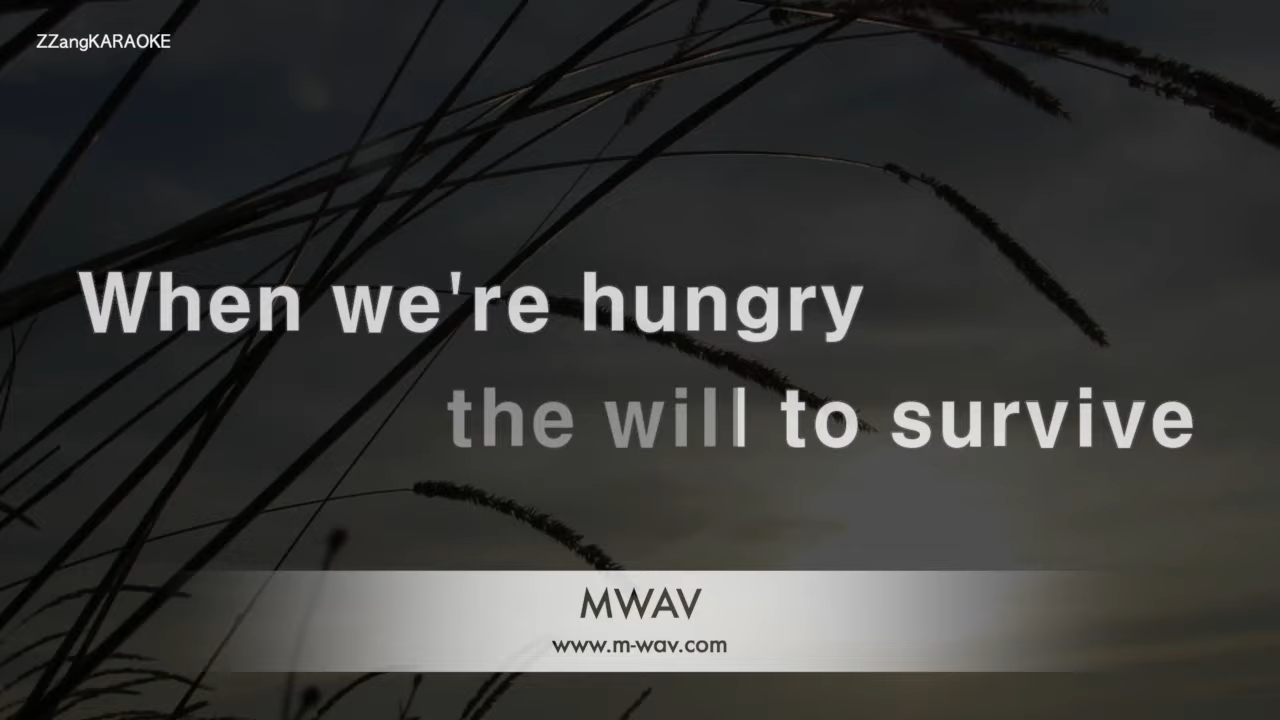 ZZangKARAOKE
When we're hungry
the will to survive
MWAV
www.m-wav.com